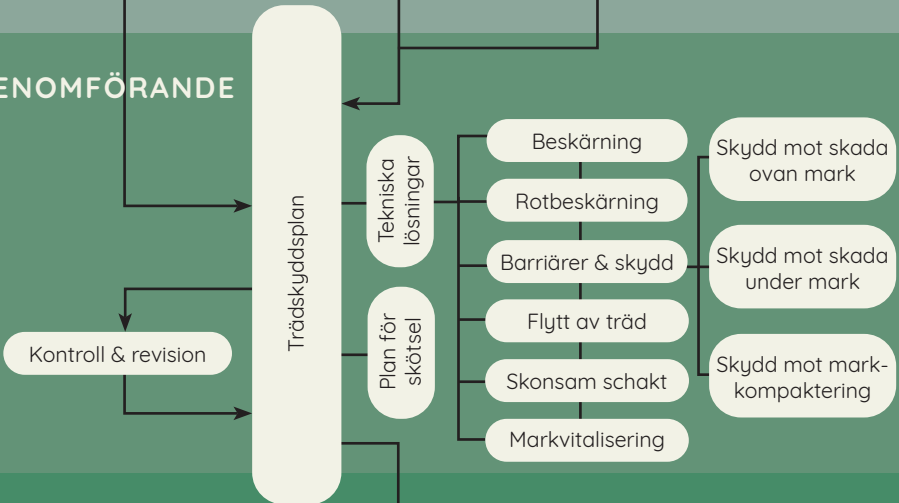 ENOMFÖRANDE
Trädskyddsplan
Kontroll & revision
Tekniska
lösningar
Plan för
skötsel
Beskärning
Rotbeskärning
Barriärer & skydd
Flytt av träd
Skonsam schakt
Markvitalisering
Skydd mot skada
ovan mark
Skydd mot skada
under mark
Skydd mot mark-
kompaktering